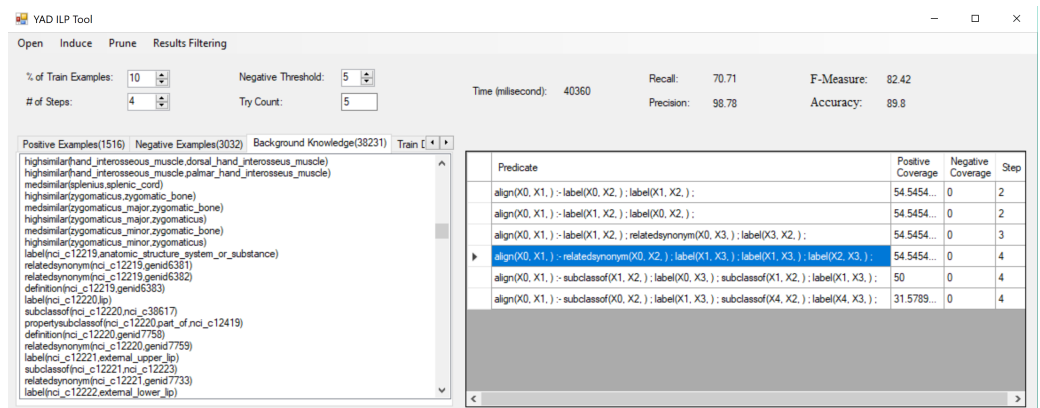 YAD ILP Tool
Open Induce Prune Results Filtering
% of Train Examples: 10 Negative Threshold: 5
# of Steps: 4 Try Count: 5
Time (milisecond): 40360
Recall: 70.71 F-Measure: 82.42
Precision: 98.78 Accuracy: 89.8
Positive Examples(1516) Negative Examples(3032) Background Knowledge(38231) Train D
highsimilar(hand_interosseous_muscle,dorsal_hand_interosseus_muscle)
highsimilar(hand_interosseous_muscle,palmar_hand_interosseus_muscle)
medsimilar(splenius,splenic_cord)
highsimilar(zygomaticus,zygomatic_bone)
medsimilar(zygomaticus_major,zygomatic_bone)
highsimilar(zygomaticus_major,zygomaticus)
medsimilar(zygomaticus_minor,zygomatic_bone)
highsimilar(zygomaticus_minor,zygomaticus)
label(nci_c12219,anatomic_structure_system_or_substance)
relatedsynonym(nci_c12219,genid6381)
relatedsynonym(nci_c12219,genid6382)
definition(nci_c12219,genid6383)
label(nci_c12220,lip)
subclassof(nci_c12220,nci_c38617)
propertysubclassof(nci_c12220,part_of,nci_c12419)
definition(nci_c12220,genid7758)
relatedsynonym(nci_c12220,genid7759)
label(nci_c12221,external_upper_lip)
subclassof(nci_c12221,nci_c12223)
relatedsynonym(nci_c12221,genid7733)
label(nci_c12222,external_lower_lip)
Predicate Positive Coverage Negative Coverage Step
align(X0, X1, ) :- label(X0, X2, ) ; label(X1, X2, ) ; 54.5454... 0 2
align(X0, X1, ) :- label(X1, X2, ) ; label(X0, X2, ) ; 54.5454... 0 2
align(X0, X1, ) :- label(X1, X2, ) ; relatedsynonym(X0, X3, ) ; label(X3, X2, ) ; 54.5454... 0 3
align(X0, X1, ) :- relatedsynonym(X0, X2, ) ; label(X1, X3, ) ; label(X1, X3, ) ; label(X2, X3, ) ; 54.5454... 0 4
align(X0, X1, ) :- subclassof(X1, X2, ) ; label(X0, X3, ) ; subclassof(X1, X2, ) ; label(X1, X3, ) ; 50 0 4
align(X0, X1, ) :- subclassof(X0, X2, ) ; label(X1, X3, ) ; subclassof(X4, X2, ) ; label(X4, X3, ) ; 31.5789... 0 4